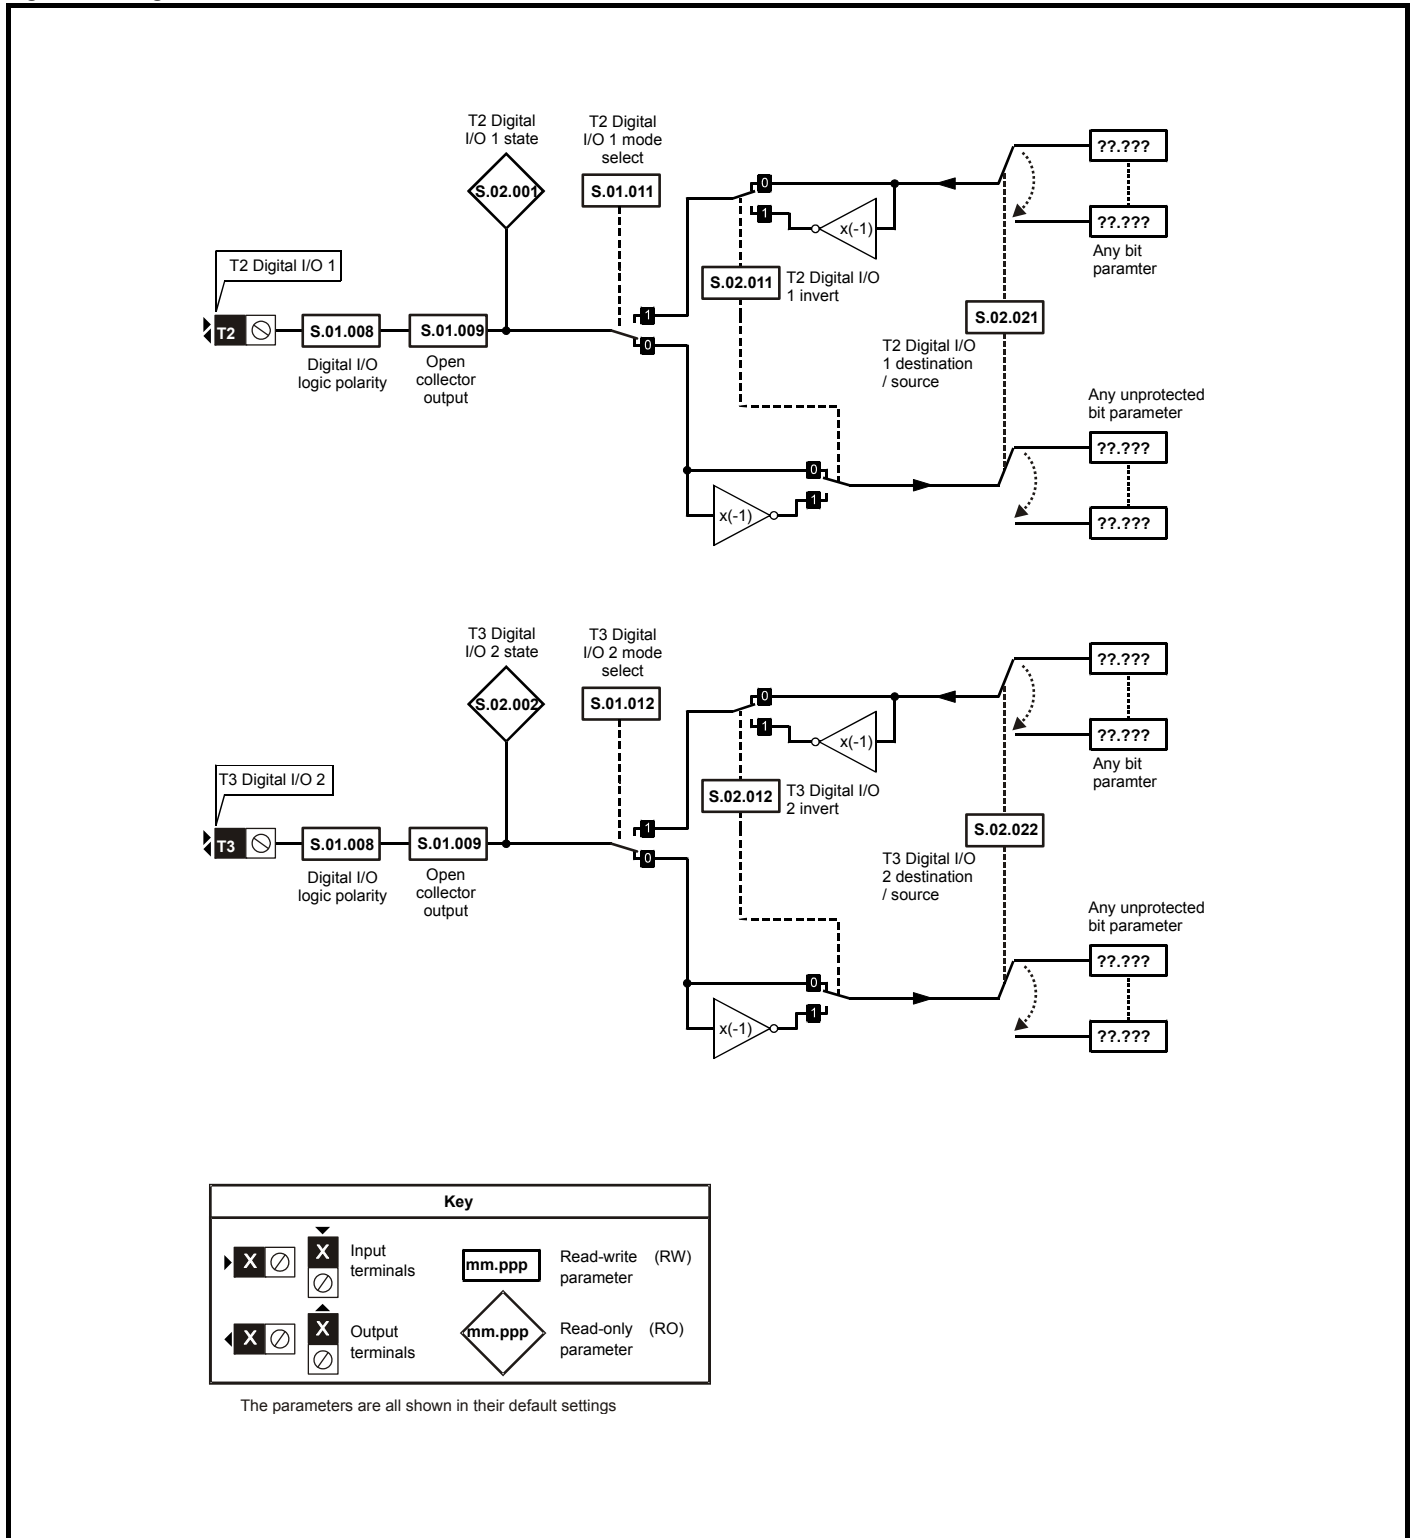 T2 Digital
I/O 1 state
T2 Digital
I/O 1 mode
select
S.02.001
S.01.011
0
1
x(-1)
??.???
??.???
Any bit
paramter
T2 Digital I/O 1
T2
S.01.008
S.01.009
Digital I/O
logic polarity
Open
collector
output
1
0
S.02.011
T2 Digital I/O
1 invert
S.02.021
T2 Digital I/O
1 destination
/ source
Any unprotected
bit parameter
0
1
x(-1)
??.???
??.???
T3 Digital
I/O 2 state
T3 Digital
I/O 2 mode
select
S.02.002
S.01.012
0
1
x(-1)
??.???
??.???
Any bit
paramter
T3 Digital I/O 2
T3
S.01.008
S.01.009
Digital I/O
logic polarity
Open
collector
output
1
0
S.02.012
T3 Digital I/O
2 invert
S.02.022
T3 Digital I/O
2 destination
/ source
Any unprotected
bit parameter
0
1
x(-1)
??.???
??.???
Key
X
X
Input
terminals
mm.ppp
Read-write (RW)
parameter
X
X
Output
terminals
mm.ppp
Read-only (RO)
parameter
The parameters are all shown in their default settings